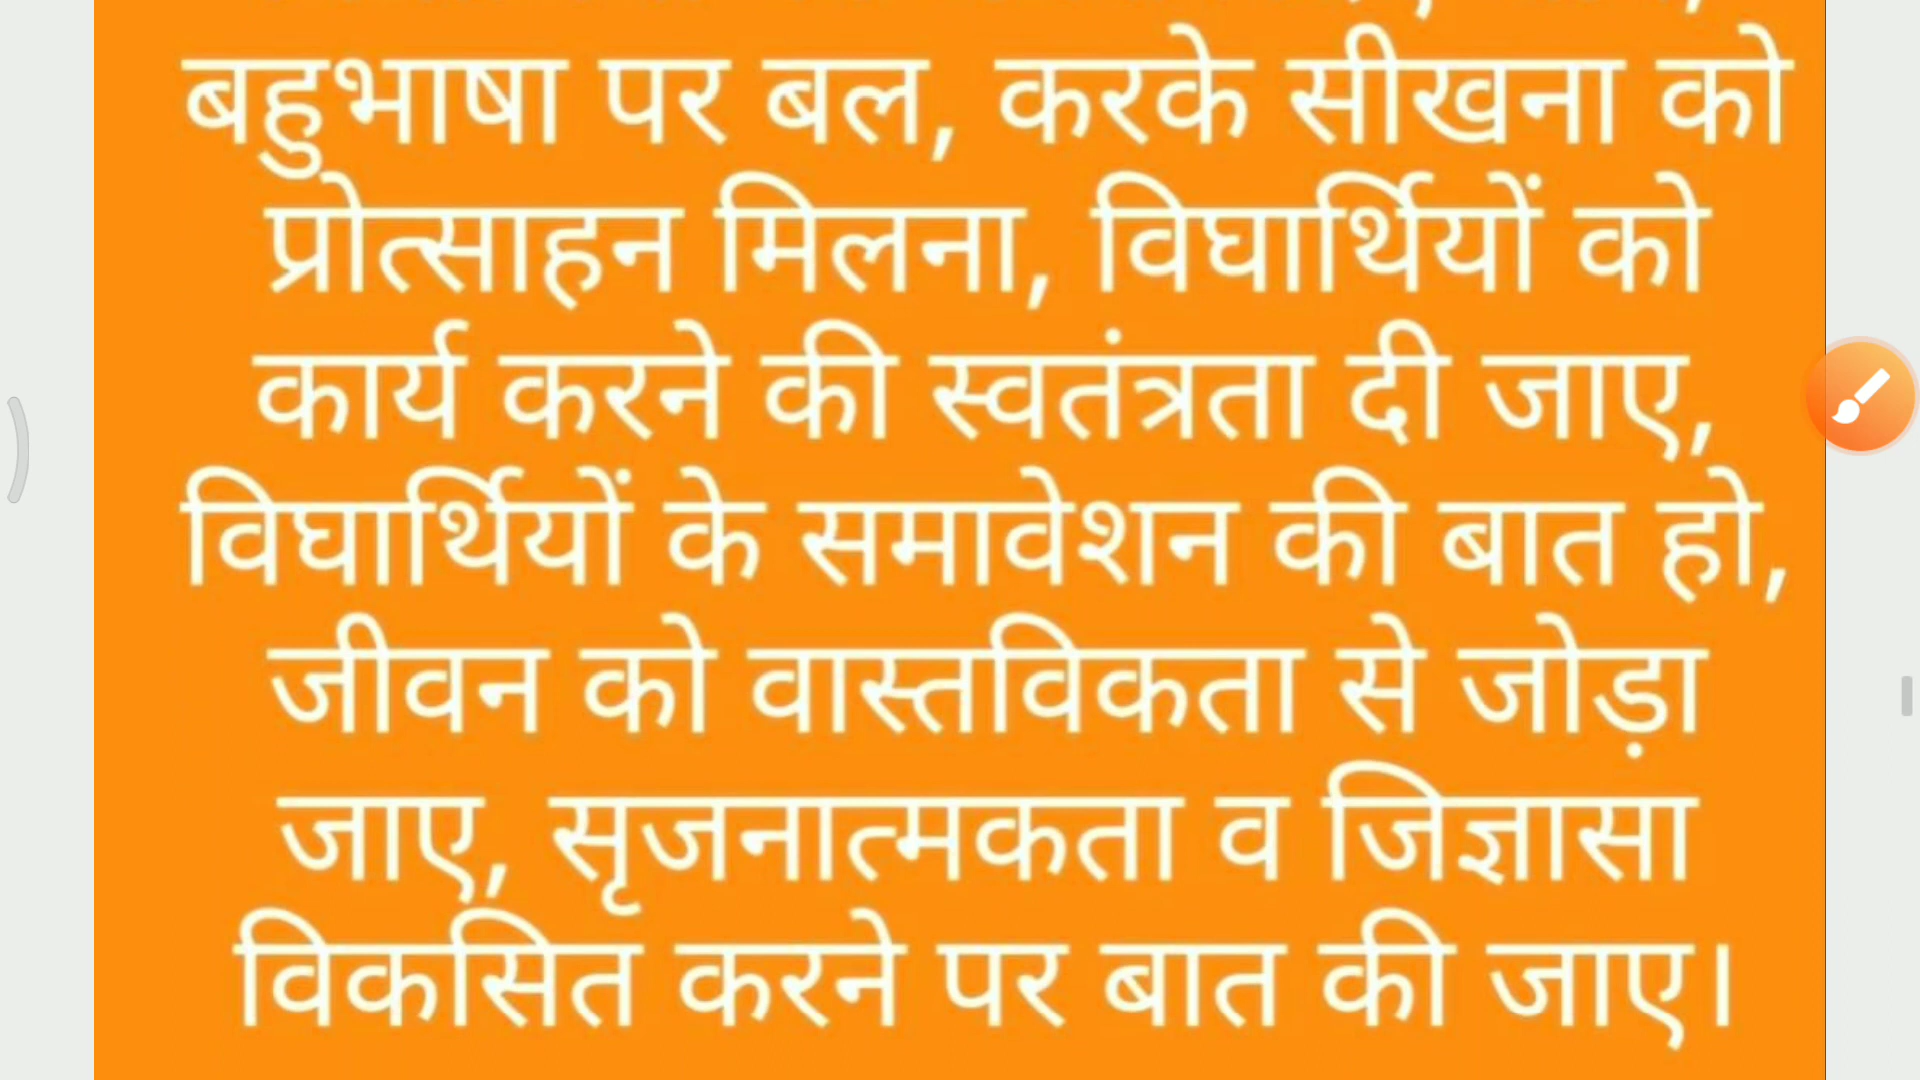 बहुभाषा पर बल, करके सीखना को
प्रोत्साहन मिलना, विघार्थियों को
कार्य करने की स्वतंत्रता दी जाए,
विघार्थियों के समावेशन की बात हो,
जीवन को वास्तविकता से जोड़ा
जाए, सृजनात्मकता व जिज्ञासा
विकसित करने पर बात की जाए।